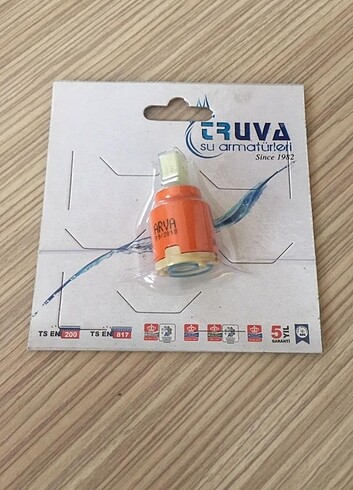 TRUVA
su armatürleri
Since 1982
ARVA
TS EN 200
TS EN 817
5 YIL
GARANTİ